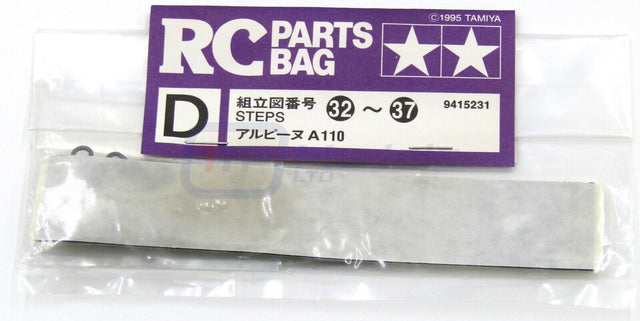 ©1995 TAMIYA
RC PARTS BAG
D
組立図番号 32 ~ 37
STEPS
9415231
アルピーヌ A110
LTD